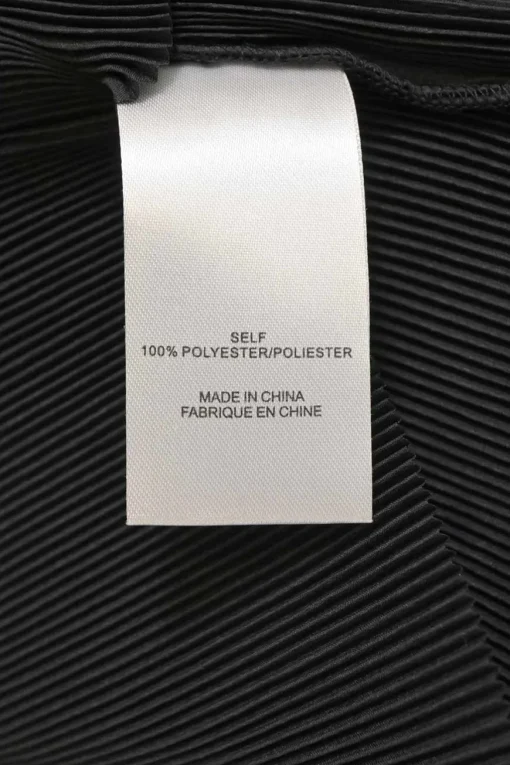 SELF
100% POLYESTER/POLIESTER
MADE IN CHINA
FABRIQUE EN CHINE